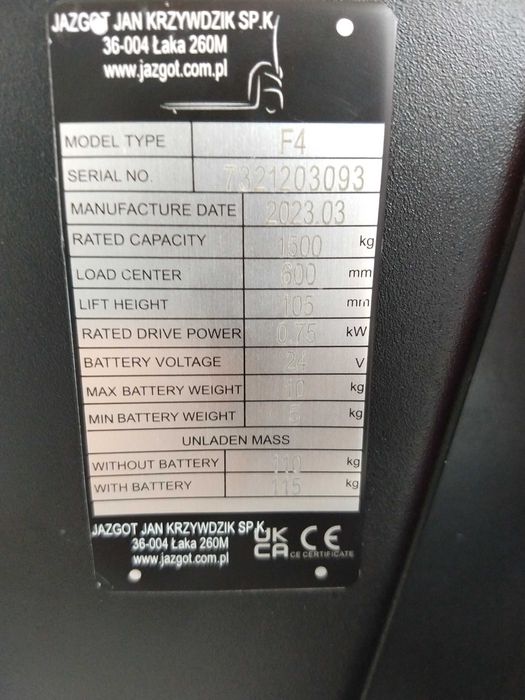 JAZGOT JAN KRZYWDZIK SP.K
36-004 Łaka 260M
www.jazgot.com.pl
MODEL TYPE F4
SERIAL NO. 7321203093
MANUFACTURE DATE 2023.03
RATED CAPACITY 1500 kg
LOAD CENTER 600 mm
LIFT HEIGHT 105 mm
RATED DRIVE POWER 0.75 kW
BATTERY VOLTAGE 24 V
MAX BATTERY WEIGHT 10 kg
MIN BATTERY WEIGHT 5 kg
UNLADEN MASS
WITHOUT BATTERY 110 kg
WITH BATTERY 115 kg
JAZGOT JAN KRZYWDZIK SP.K
36-004 Łaka 260M
www.jazgot.com.pl
UK
CA CE
CE CERTIFICATE